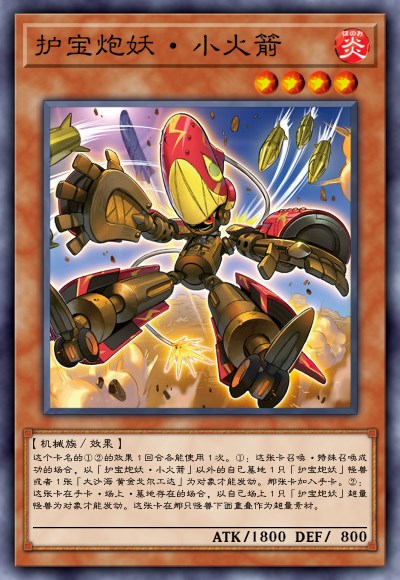 护宝炮妖·小火箭
ほのお
炎
【机械族/效果】
这个卡名的①②的效果1回合各能使用1次。①：这张卡召唤·特殊召唤成
功的场合，以「护宝炮妖·小火箭」以外的自己墓地1只「护宝炮妖」怪兽
或者1张「大沙海 黄金戈尔工达」为对象才能发动。那张卡加入手卡。②：
这张卡在手卡·场上·墓地存在的场合，以自己场上1只「护宝炮妖」超量
怪兽为对象才能发动。这张卡在那只怪兽下面重叠作为超量素材。
ATK/1800 DEF/ 800